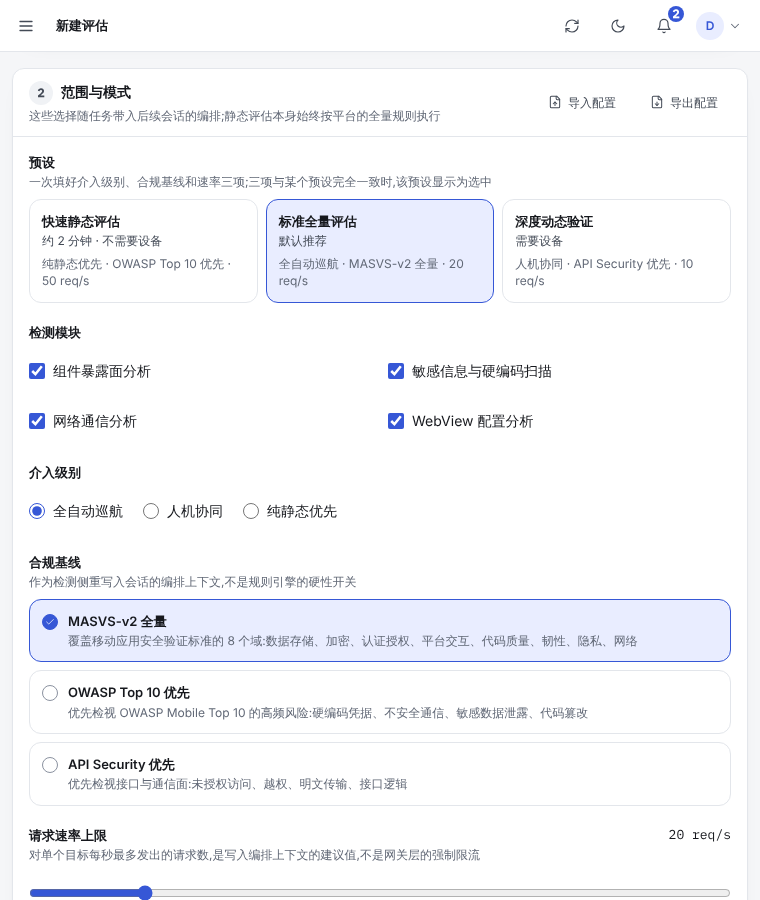 新建评估
2
D
2
范围与模式
这些选择随任务带入后续会话的编排;静态评估本身始终按平台的全量规则执行
导入配置
导出配置
预设
一次填好介入级别、合规基线和速率三项;三项与某个预设完全一致时,该预设显示为选中
快速静态评估
约 2 分钟 · 不需要设备
纯静态优先 · OWASP Top 10 优先 ·
50 req/s
标准全量评估
默认推荐
全自动巡航 · MASVS-v2 全量 · 20
req/s
深度动态验证
需要设备
人机协同 · API Security 优先 · 10
req/s
检测模块
组件暴露面分析
敏感信息与硬编码扫描
网络通信分析
WebView 配置分析
介入级别
全自动巡航
人机协同
纯静态优先
合规基线
作为检测侧重写入会话的编排上下文,不是规则引擎的硬性开关
MASVS-v2 全量
覆盖移动应用安全验证标准的 8 个域:数据存储、加密、认证授权、平台交互、代码质量、韧性、隐私、网络
OWASP Top 10 优先
优先检视 OWASP Mobile Top 10 的高频风险:硬编码凭据、不安全通信、敏感数据泄露、代码篡改
API Security 优先
优先检视接口与通信面:未授权访问、越权、明文传输、接口逻辑
请求速率上限
20 req/s
对单个目标每秒最多发出的请求数,是写入编排上下文的建议值,不是网关层的强制限流